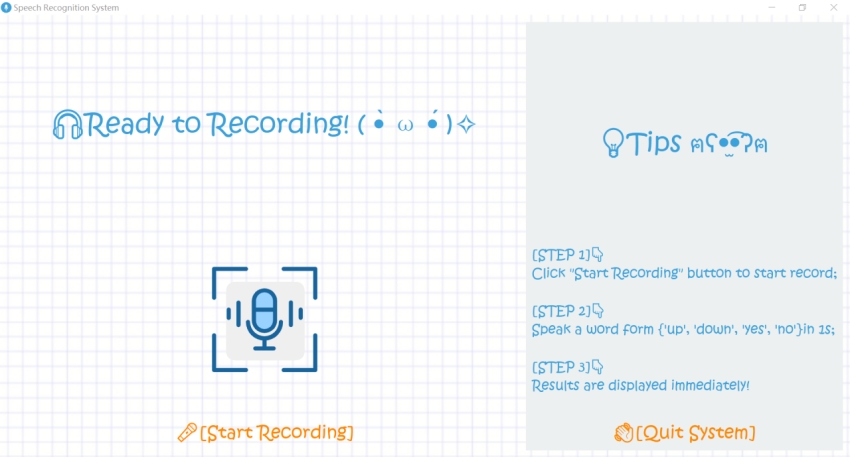 Speech Recognition System
🎧Ready to Recording! ( •̀ ω •́ )✧
💡Tips ฅʕ•̫͡•ʔฅ
[STEP 1]👇
Click "Start Recording" button to start record;
[STEP 2]👇
Speak a word form {'up', 'down', 'yes', 'no'}in 1s;
[STEP 3]👇
Results are displayed immediately!
🎤[Start Recording]
👏[Quit System]